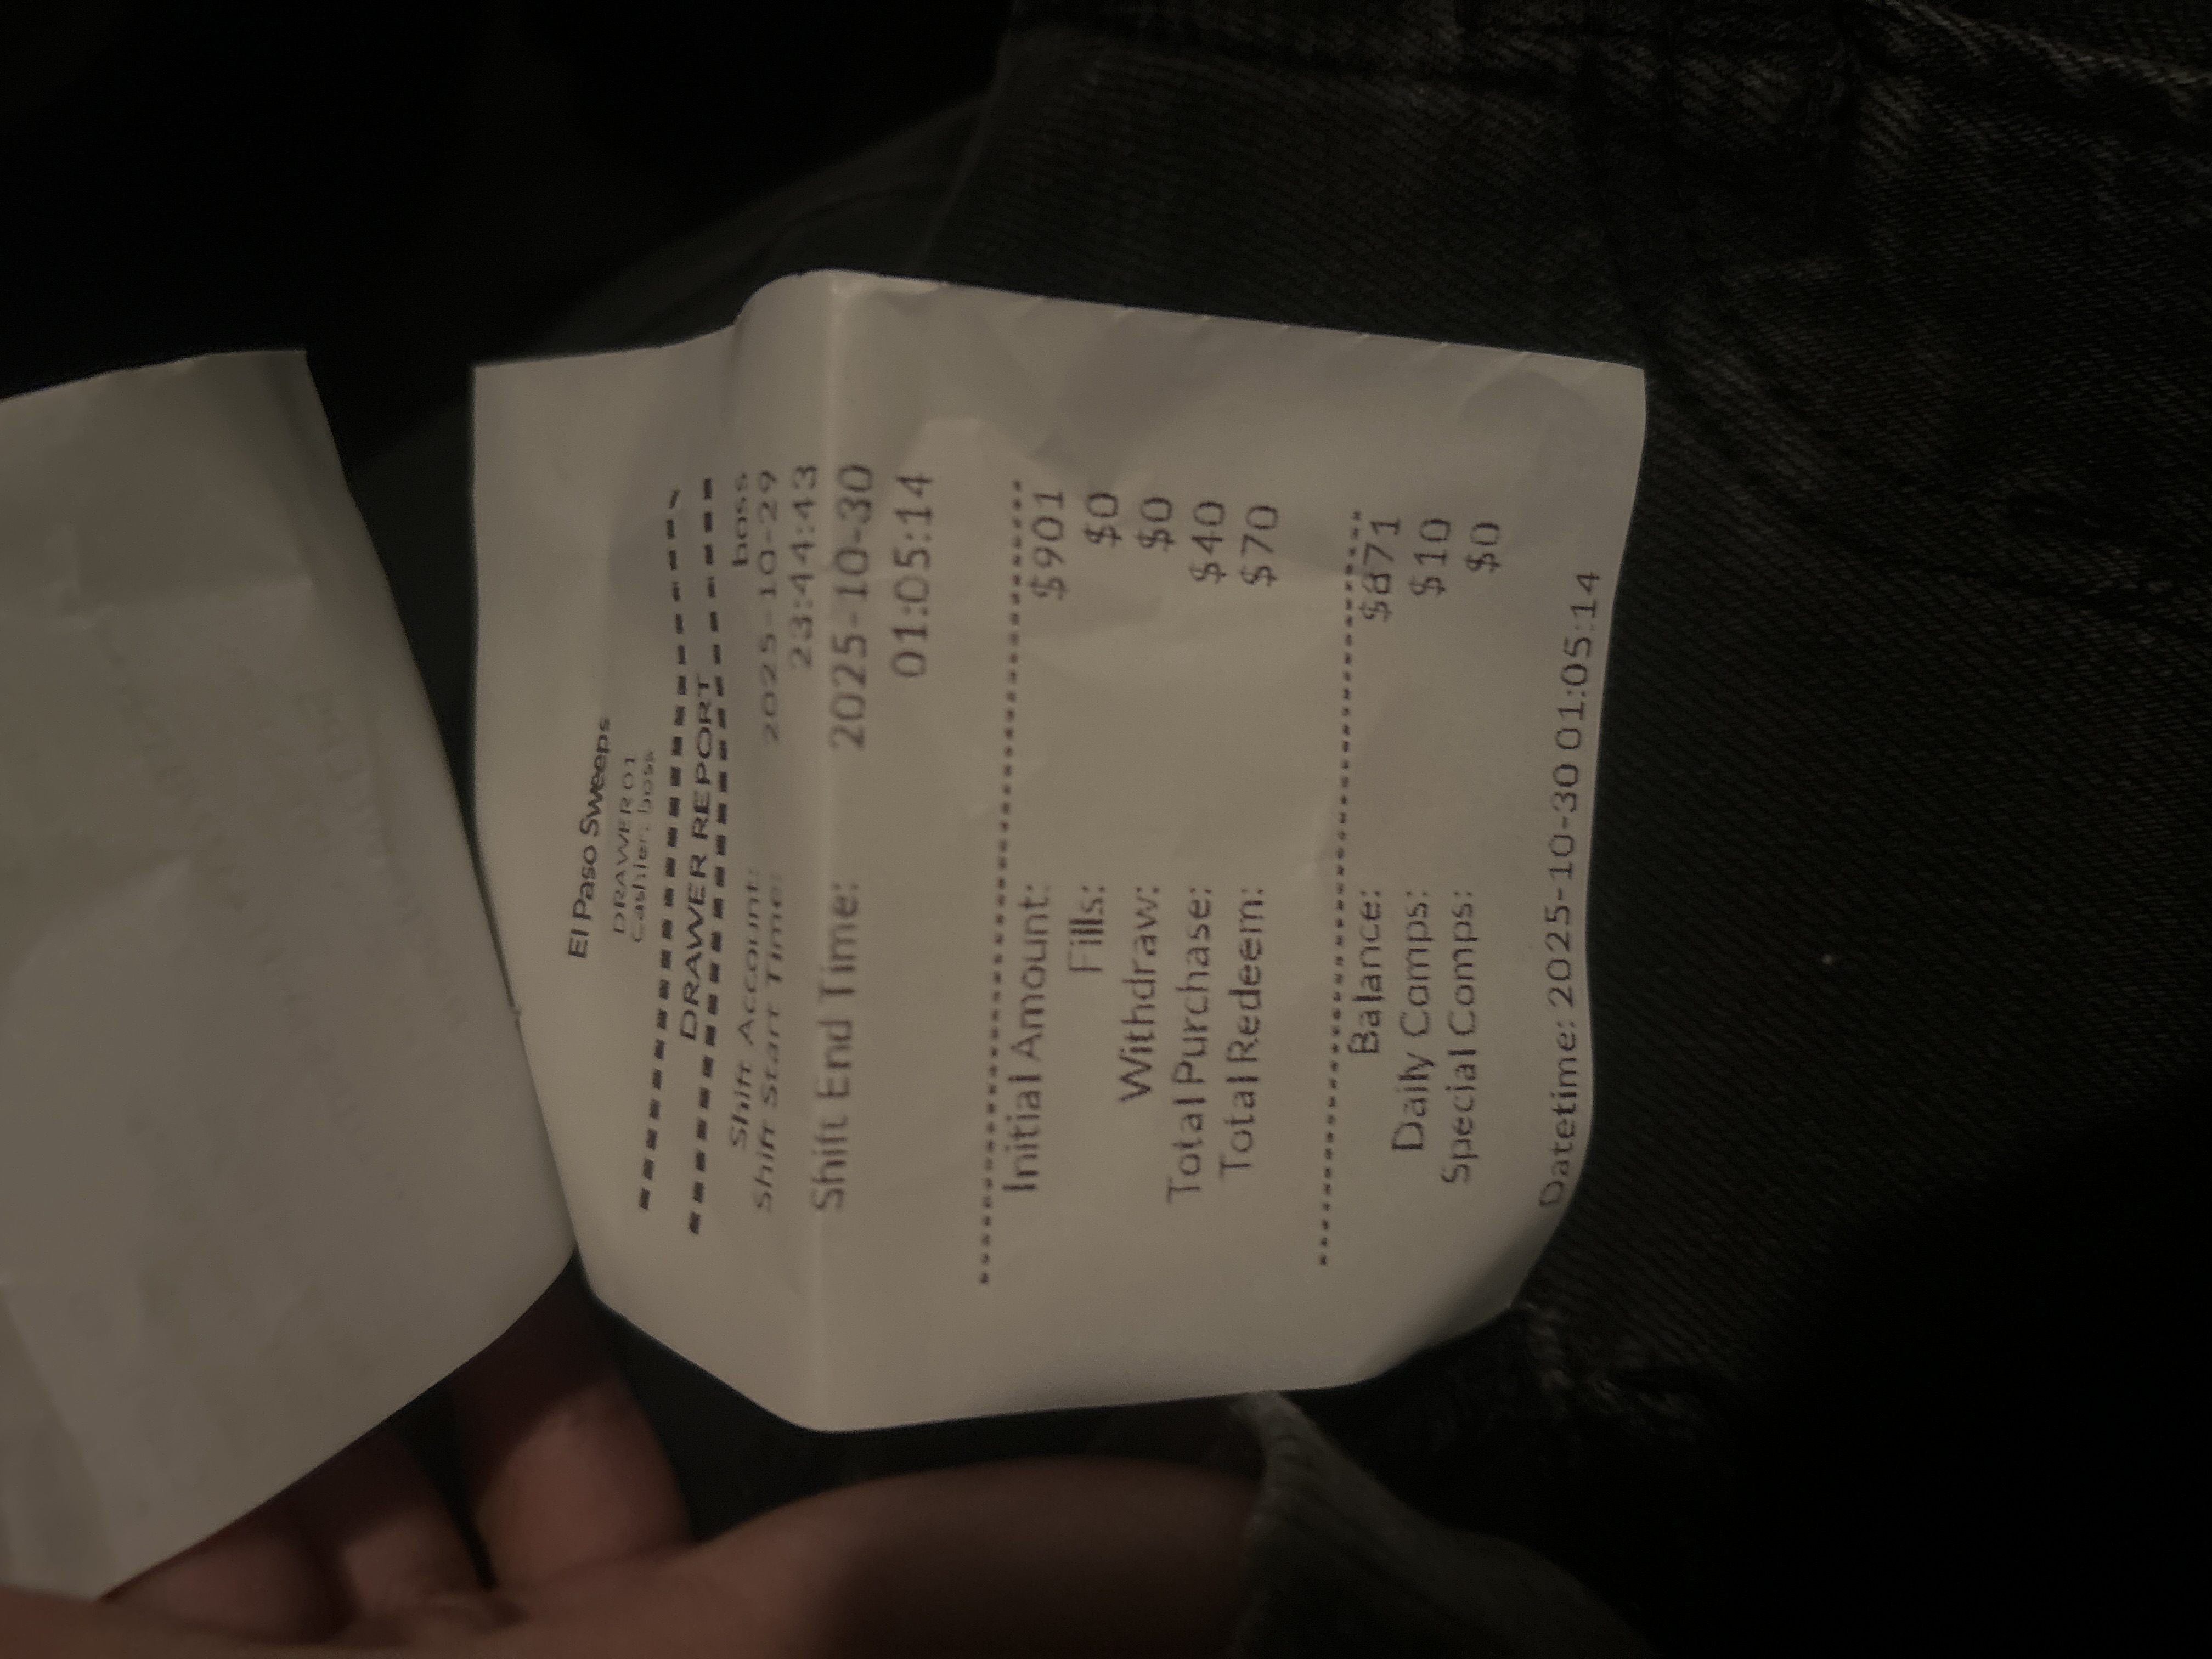 El Paso Sweeps
DRAWER 01
Cashier: boss
DRAWER REPORT
Shift Account: boss
Shift Start Time: 2025-10-29
23:44:43
Shift End Time: 2025-10-30
01:05:14
Initial Amount: $901
Fills: $0
Withdraw: $0
Total Purchase: $40
Total Redeem: $70
Balance: $871
Daily Comps: $10
Special Comps: $0
Datetime: 2025-10-30 01:05:14